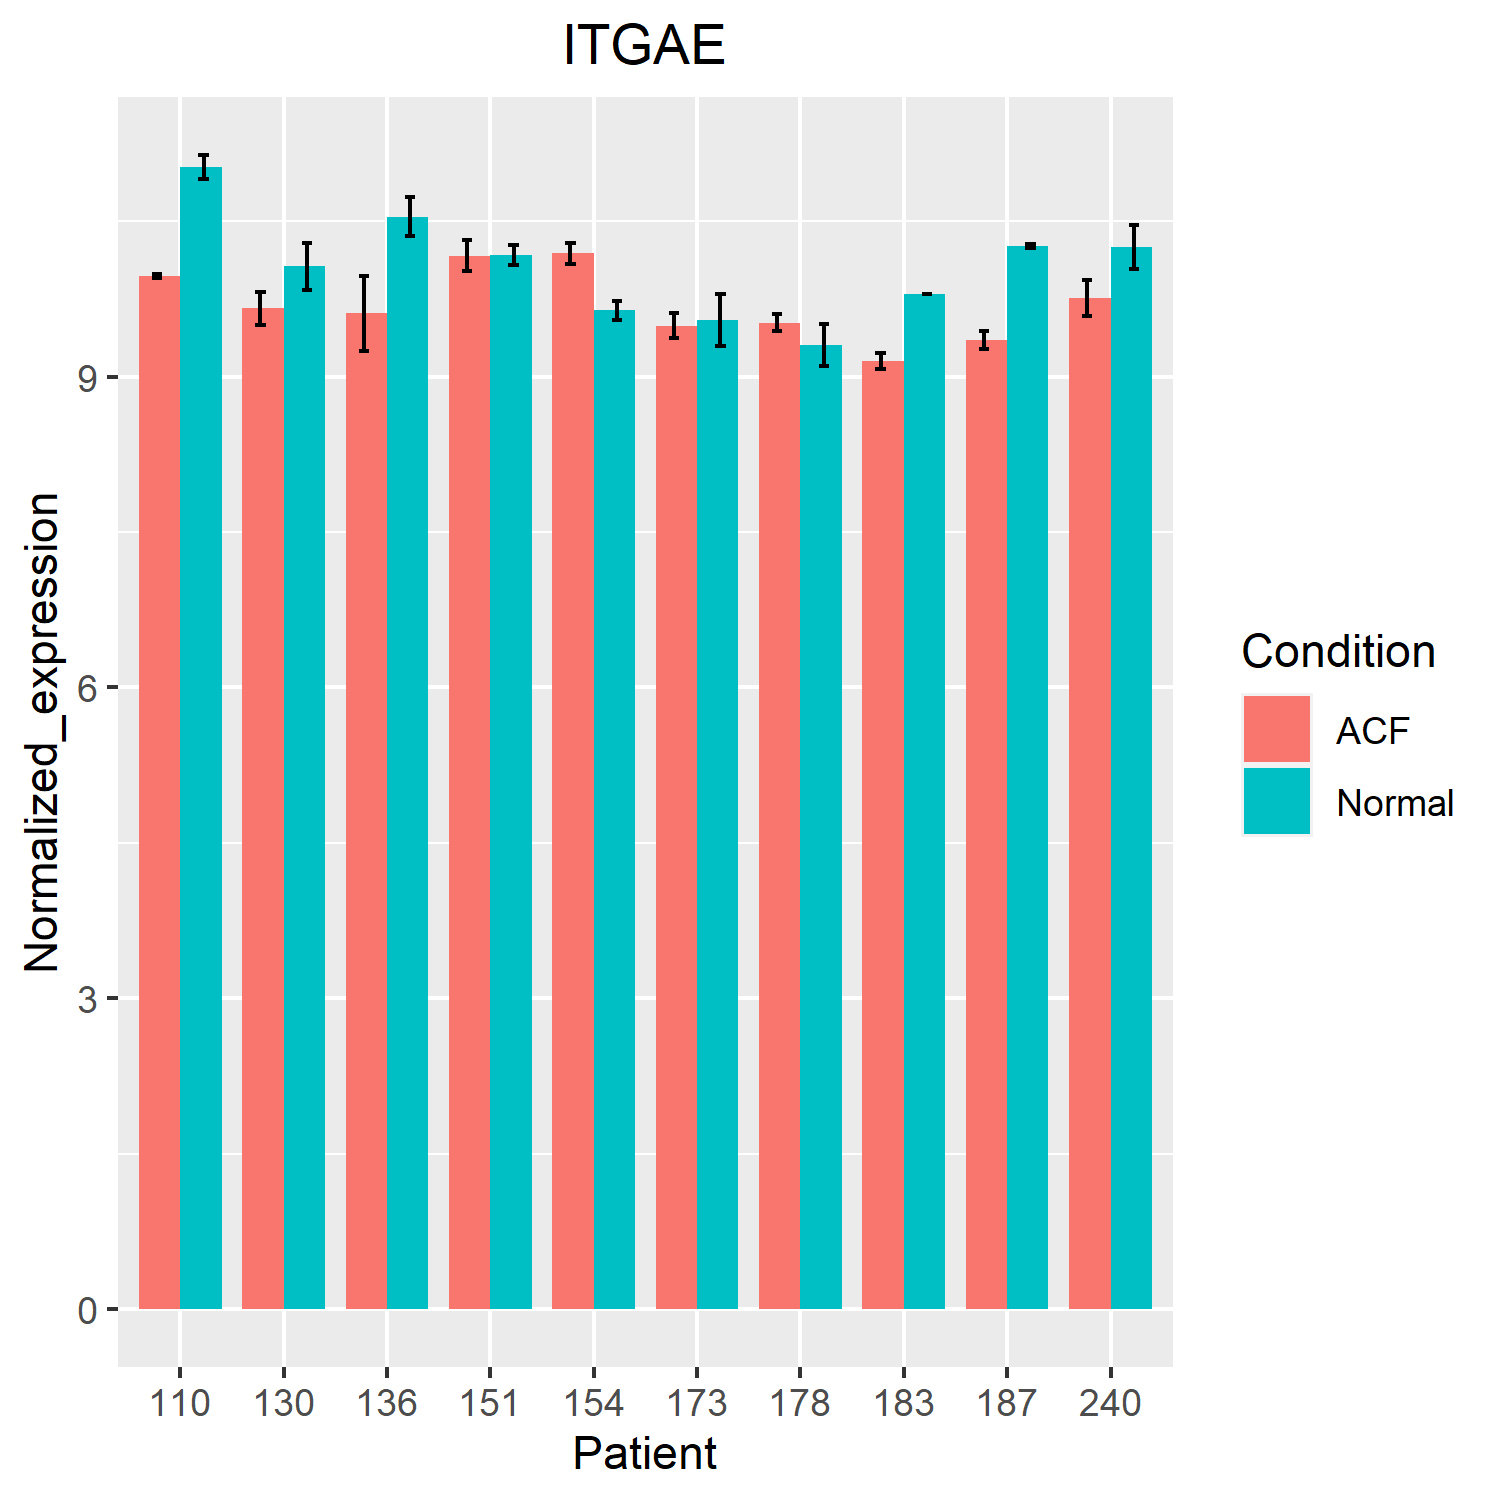 ITGAE
Normalized_expression
9
6
3
0
110 130 136 151 154 173 178 183 187 240
Patient
Condition
ACF
Normal